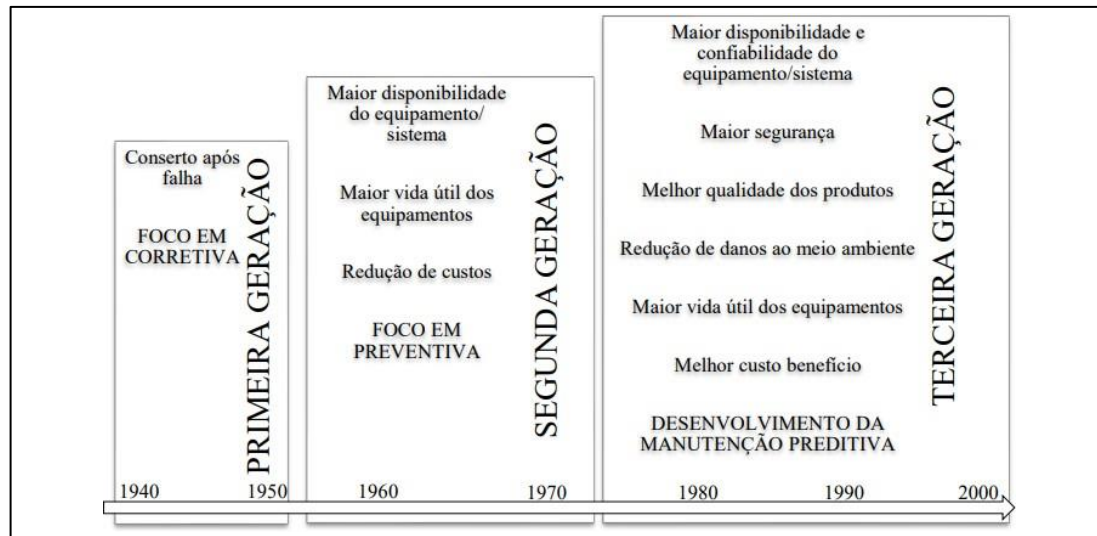 Conserto após
falha
FOCO EM
CORRETIVA
PRIMEIRA GERAÇÃO
Maior disponibilidade
do equipamento/
sistema
Maior vida útil dos
equipamentos
Redução de custos
FOCO EM
PREVENTIVA
SEGUNDA GERAÇÃO
Maior disponibilidade e
confiabilidade do
equipamento/sistema
Maior segurança
Melhor qualidade dos produtos
Redução de danos ao meio ambiente
Maior vida útil dos equipamentos
Melhor custo benefício
DESENVOLVIMENTO DA
MANUTENÇÃO PREDITIVA
TERCEIRA GERAÇÃO
1940 1950 1960 1970 1980 1990 2000